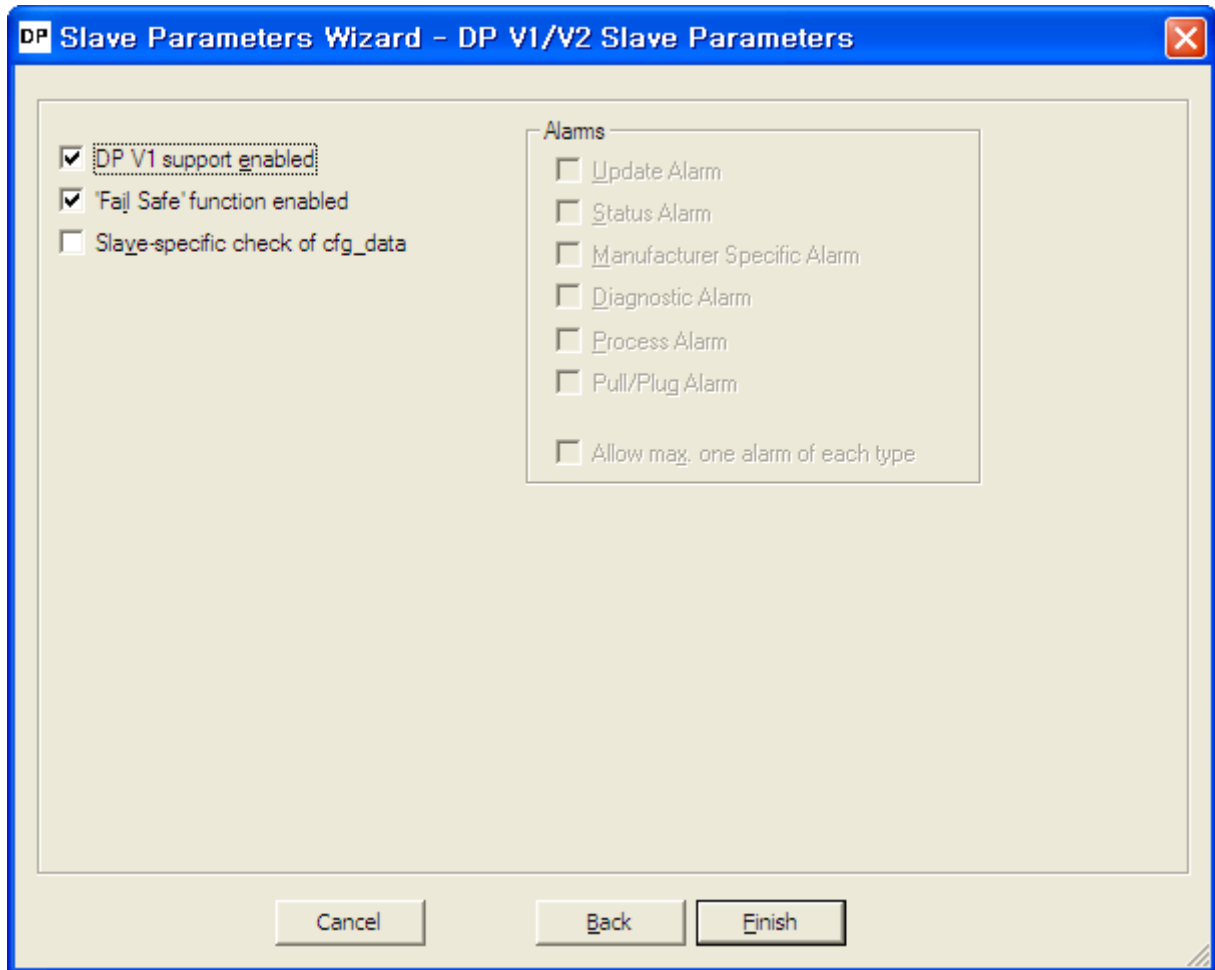 DP Slave Parameters Wizard - DP V1/V2 Slave Parameters
DP V1 support enabled
'Fail Safe' function enabled
Slave-specific check of cfg_data
Alarms
Update Alarm
Status Alarm
Manufacturer Specific Alarm
Diagnostic Alarm
Process Alarm
Pull/Plug Alarm
Allow max. one alarm of each type
Cancel
Back
Finish